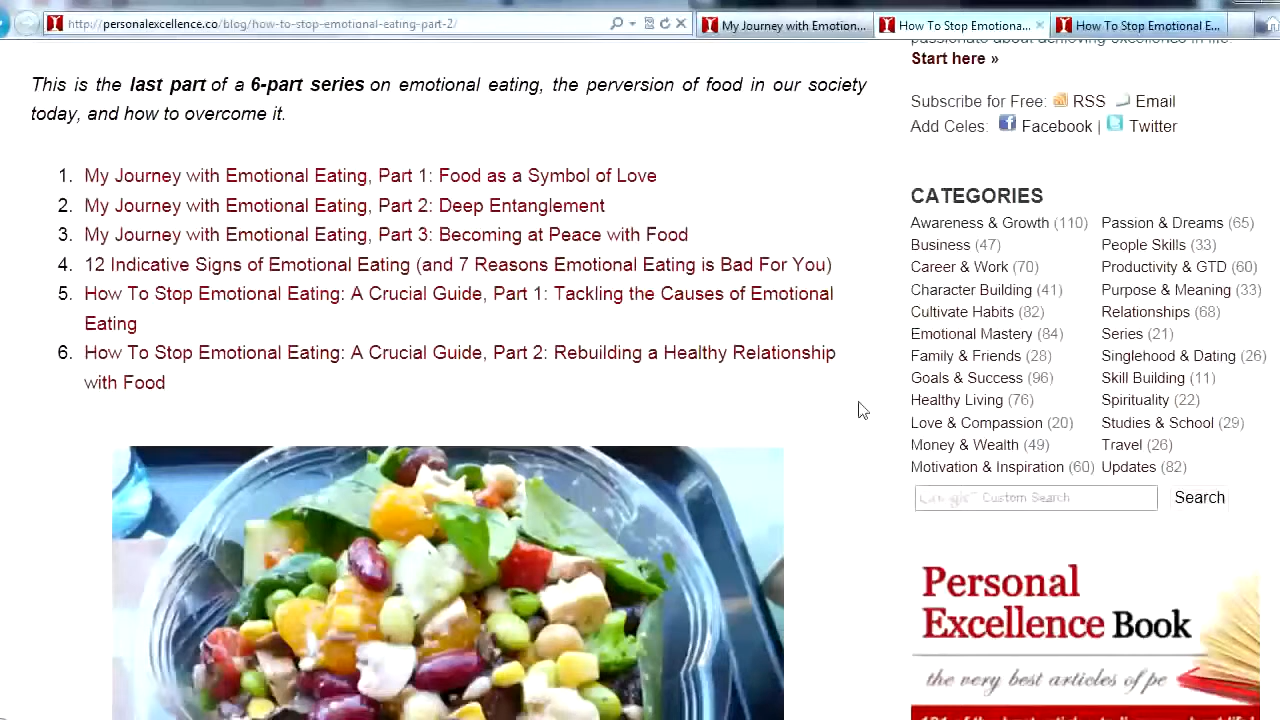 http://personalexcellence.co/blog/how-to-stop-emotional-eating-part-2/
My Journey with Emotion...
How To Stop Emotiona...
How To Stop Emotional E...
This is the last part of a 6-part series on emotional eating, the perversion of food in our society
today, and how to overcome it.
1. My Journey with Emotional Eating, Part 1: Food as a Symbol of Love
2. My Journey with Emotional Eating, Part 2: Deep Entanglement
3. My Journey with Emotional Eating, Part 3: Becoming at Peace with Food
4. 12 Indicative Signs of Emotional Eating (and 7 Reasons Emotional Eating is Bad For You)
5. How To Stop Emotional Eating: A Crucial Guide, Part 1: Tackling the Causes of Emotional
Eating
6. How To Stop Emotional Eating: A Crucial Guide, Part 2: Rebuilding a Healthy Relationship
with Food
passionate about achieving excellence in life.
Start here »
Subscribe for Free: RSS Email
Add Celes: Facebook | Twitter
CATEGORIES
Awareness & Growth (110)
Business (47)
Career & Work (70)
Character Building (41)
Cultivate Habits (82)
Emotional Mastery (84)
Family & Friends (28)
Goals & Success (96)
Healthy Living (76)
Love & Compassion (20)
Money & Wealth (49)
Motivation & Inspiration (60)
Passion & Dreams (65)
People Skills (33)
Productivity & GTD (60)
Purpose & Meaning (33)
Relationships (68)
Series (21)
Singlehood & Dating (26)
Skill Building (11)
Spirituality (22)
Studies & School (29)
Travel (26)
Updates (82)
Google Custom Search
Search
Personal
Excellence Book
the very best articles of pe